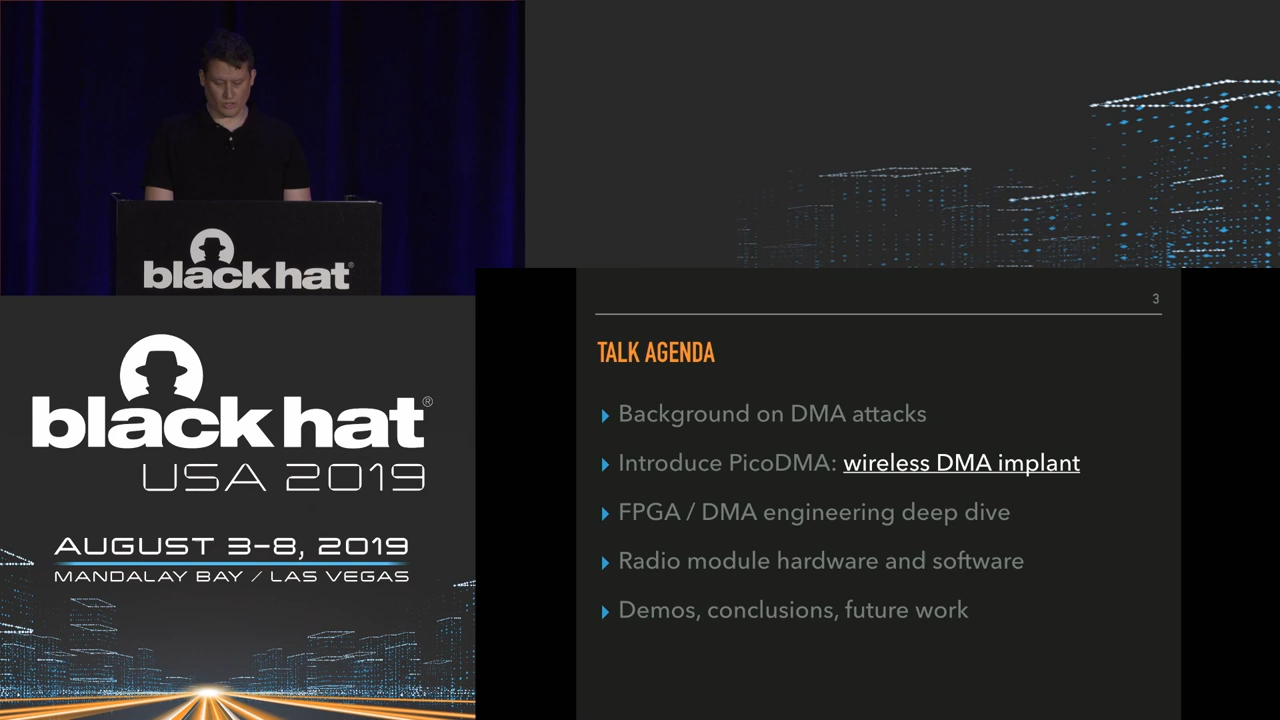 black hat®
black hat®
USA 2019
AUGUST 3-8, 2019
MANDALAY BAY / LAS VEGAS
3
TALK AGENDA
Background on DMA attacks
Introduce PicoDMA: wireless DMA implant
FPGA / DMA engineering deep dive
Radio module hardware and software
Demos, conclusions, future work